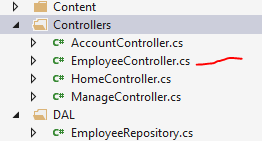 Content
Controllers
C# AccountController.cs
C# EmployeeController.cs
C# HomeController.cs
C# ManageController.cs
DAL
C# EmployeeRepository.cs